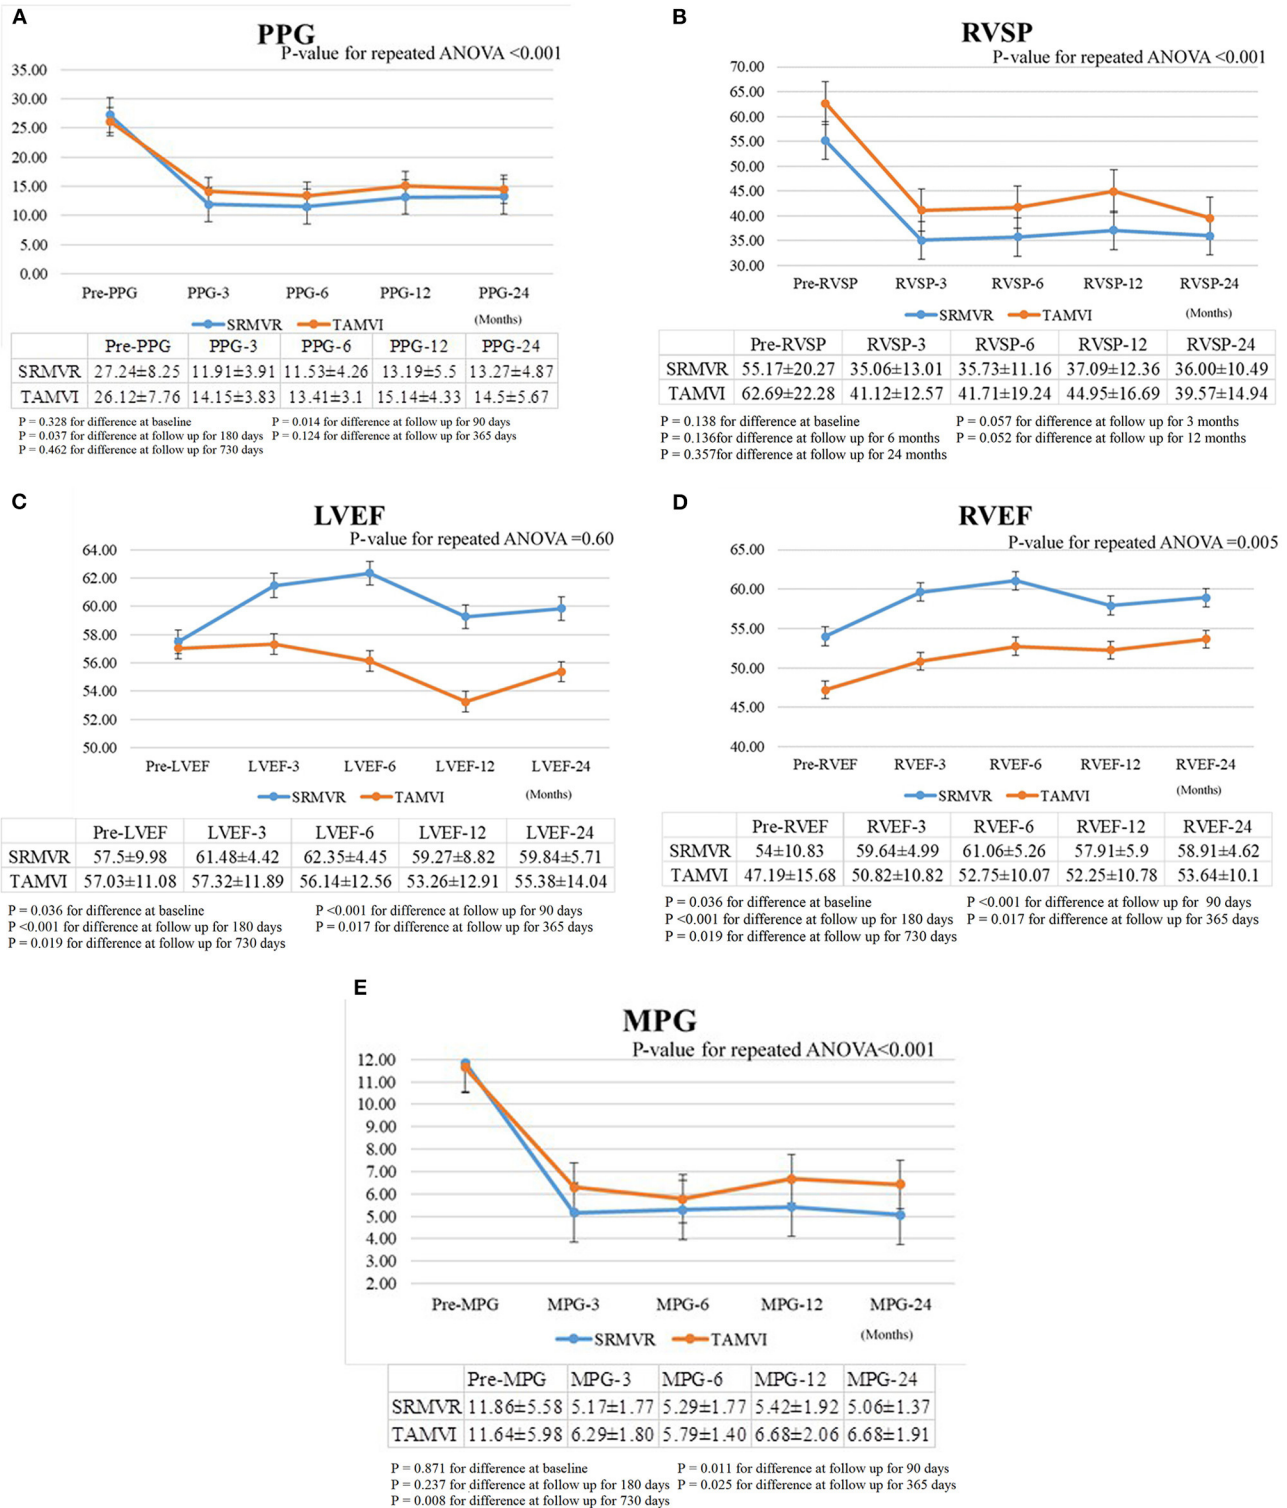 A
PPG
P-value for repeated ANOVA <0.001
35.00
30.00
25.00
20.00
15.00
10.00
5.00
0.00
Pre-PPG PPG-3 PPG-6 PPG-12 PPG-24
SRMVR TAMVI (Months)
Pre-PPG PPG-3 PPG-6 PPG-12 PPG-24
SRMVR 27.24±8.25 11.91±3.91 11.53±4.26 13.19±5.5 13.27±4.87
TAMVI 26.12±7.76 14.15±3.83 13.41±3.1 15.14±4.33 14.5±5.67
P = 0.328 for difference at baseline P = 0.014 for difference at follow up for 90 days
P = 0.037 for difference at follow up for 180 days P = 0.124 for difference at follow up for 365 days
P = 0.462 for difference at follow up for 730 days
B
RVSP
P-value for repeated ANOVA <0.001
70.00
65.00
60.00
55.00
50.00
45.00
40.00
35.00
30.00
Pre-RVSP RVSP-3 RVSP-6 RVSP-12 RVSP-24
SRMVR TAMVI (Months)
Pre-RVSP RVSP-3 RVSP-6 RVSP-12 RVSP-24
SRMVR 55.17±20.27 35.06±13.01 35.73±11.16 37.09±12.36 36.00±10.49
TAMVI 62.69±22.28 41.12±12.57 41.71±19.24 44.95±16.69 39.57±14.94
P = 0.138 for difference at baseline P = 0.057 for difference at follow up for 3 months
P = 0.136for difference at follow up for 6 months P = 0.052 for difference at follow up for 12 months
P = 0.357for difference at follow up for 24 months
C
LVEF
P-value for repeated ANOVA =0.60
64.00
62.00
60.00
58.00
56.00
54.00
52.00
50.00
Pre-LVEF LVEF-3 LVEF-6 LVEF-12 LVEF-24
SRMVR TAMVI (Months)
Pre-LVEF LVEF-3 LVEF-6 LVEF-12 LVEF-24
SRMVR 57.5±9.98 61.48±4.42 62.35±4.45 59.27±8.82 59.84±5.71
TAMVI 57.03±11.08 57.32±11.89 56.14±12.56 53.26±12.91 55.38±14.04
P = 0.036 for difference at baseline P <0.001 for difference at follow up for 90 days
P <0.001 for difference at follow up for 180 days P = 0.017 for difference at follow up for 365 days
P = 0.019 for difference at follow up for 730 days
D
RVEF
P-value for repeated ANOVA =0.005
65.00
60.00
55.00
50.00
45.00
40.00
Pre-RVEF RVEF-3 RVEF-6 RVEF-12 RVEF-24
SRMVR TAMVI (Months)
Pre-RVEF RVEF-3 RVEF-6 RVEF-12 RVEF-24
SRMVR 54±10.83 59.64±4.99 61.06±5.26 57.91±5.9 58.91±4.62
TAMVI 47.19±15.68 50.82±10.82 52.75±10.07 52.25±10.78 53.64±10.1
P = 0.036 for difference at baseline P <0.001 for difference at follow up for 90 days
P <0.001 for difference at follow up for 180 days P = 0.017 for difference at follow up for 365 days
P = 0.019 for difference at follow up for 730 days
E
MPG
P-value for repeated ANOVA<0.001
12.00
11.00
10.00
9.00
8.00
7.00
6.00
5.00
4.00
3.00
2.00
Pre-MPG MPG-3 MPG-6 MPG-12 MPG-24
SRMVR TAMVI (Months)
Pre-MPG MPG-3 MPG-6 MPG-12 MPG-24
SRMVR 11.86±5.58 5.17±1.77 5.29±1.77 5.42±1.92 5.06±1.37
TAMVI 11.64±5.98 6.29±1.80 5.79±1.40 6.68±2.06 6.68±1.91
P = 0.871 for difference at baseline P = 0.011 for difference at follow up for 90 days
P = 0.237 for difference at follow up for 180 days P = 0.025 for difference at follow up for 365 days
P = 0.008 for difference at follow up for 730 days